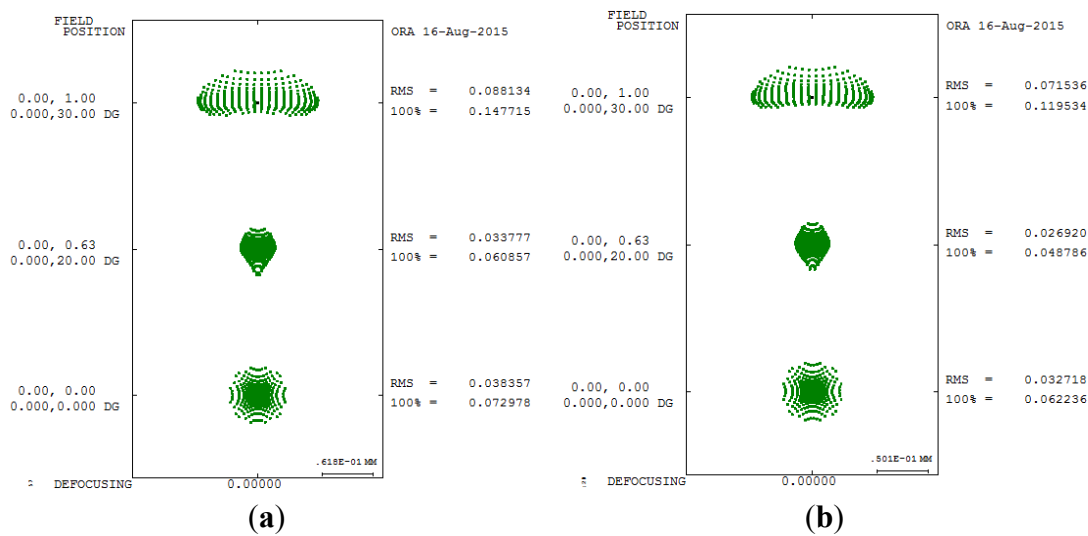 FIELD
POSITION
ORA 16-Aug-2015
0.00, 1.00
0.000,30.00 DG
RMS = 0.088134
100% = 0.147715
0.00, 0.63
0.000,20.00 DG
RMS = 0.033777
100% = 0.060857
0.00, 0.00
0.000,0.000 DG
RMS = 0.038357
100% = 0.072978
.618E-01 MM
DEFOCUSING 0.00000
(a)
FIELD
POSITION
ORA 16-Aug-2015
0.00, 1.00
0.000,30.00 DG
RMS = 0.071536
100% = 0.119534
0.00, 0.63
0.000,20.00 DG
RMS = 0.026920
100% = 0.048786
0.00, 0.00
0.000,0.000 DG
RMS = 0.032718
100% = 0.062236
.501E-01 MM
DEFOCUSING 0.00000
(b)